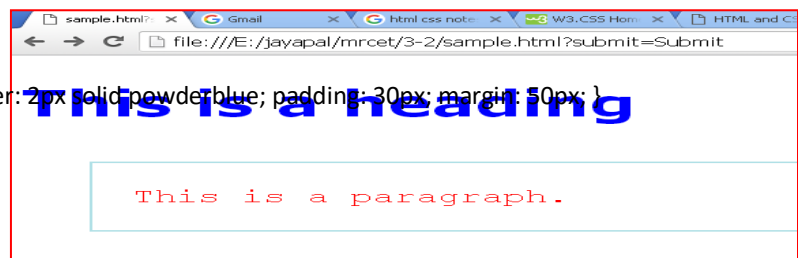 sample.html? Gmail html css note W3.CSS Hom HTML and CS
file:///E:/jayapal/mrcet/3-2/sample.html?submit=Submit
er: 2px solid powderblue; padding: 30px; margin: 50px; }
This is a heading
This is a paragraph.